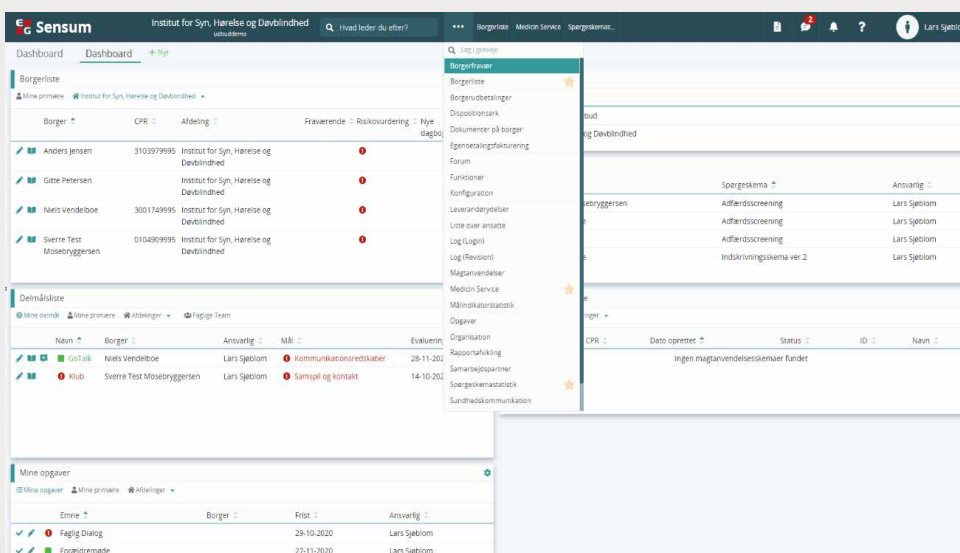 EG Sensum
Institut for Syn, Hørelse og Døvblindhed
udbuddemo
Hvad leder du efter?
Borgerliste Medicin Service Spørgeskemas...
2
?
Lars Sjøblo
Dashboard Dashboard + Nyt
Søg i genveje
Borgerfravær
Borgerliste
Borgerudbetalinger
Dispositionsark
Dokumenter på borger
Egenbetalingsfakturering
Forum
Funktioner
Konfiguration
Leverandørydelser
Liste over ansatte
Log (Login)
Log (Revision)
Magtanvendelser
Medicin Service
Målindikatorstatistik
Opgaver
Organisation
Rapportafvikling
Samarbejdspartner
Spørgeskemastatistik
Sundhedskommunikation
Borgerliste
Mine primære Institut for Syn, Hørelse og Døvblindhed
Borger CPR Afdeling Fraværende Risikovurdering Nye
dagbog
Anders Jensen 3103979995 Institut for Syn, Hørelse og
Døvblindhed
Gitte Petersen Institut for Syn, Hørelse og
Døvblindhed
Niels Vendelboe 3001749995 Institut for Syn, Hørelse og
Døvblindhed
Sverre Test 0104909995 Institut for Syn, Hørelse og
Mosebryggersen Døvblindhed
bud
og Døvblindhed
Spørgeskema Ansvarlig
sebryggersen Adfærdsscreening Lars Sjøblom
e Adfærdsscreening Lars Sjøblom
Adfærdsscreening Lars Sjøblom
e Indskrivningsskema ver.2 Lars Sjøblom
Delmålsliste
Mine delmål Mine primære Afdelinger Faglige Team
Navn Borger Ansvarlig Mål Evaluering
GoTalk Niels Vendelboe Lars Sjøblom Kommunikationsredskaber 28-11-202
Klub Sverre Test Mosebryggersen Lars Sjøblom Samspil og kontakt 14-10-202
e
inger
CPR Dato oprettet Status ID Navn
Ingen magtanvendelsesskemaer fundet
Mine opgaver
Mine opgaver Mine primære Afdelinger
Emne Borger Frist Ansvarlig
Faglig Dialog 29-10-2020 Lars Sjøblom
Forældremøde 27-11-2020 Lars Sjøblom